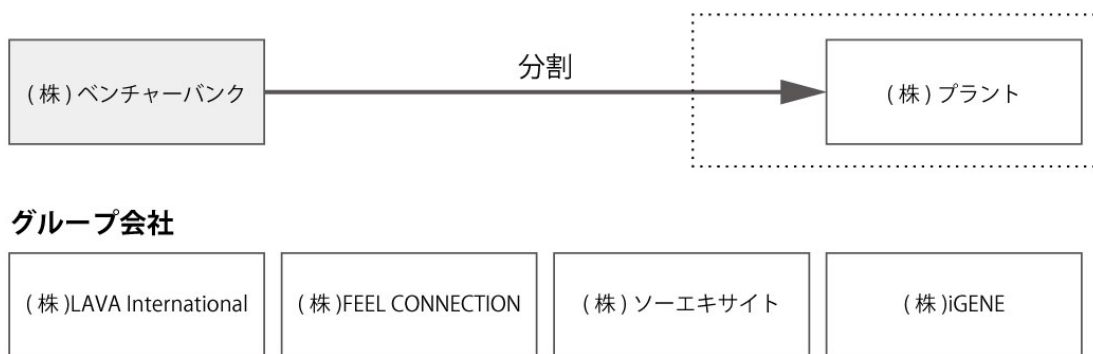 分割
(株)ベンチャーバンク
(株)プラント
グループ会社
(株)LAVA International
(株)FEEL CONNECTION
(株)ソーエキサイト
(株)iGENE